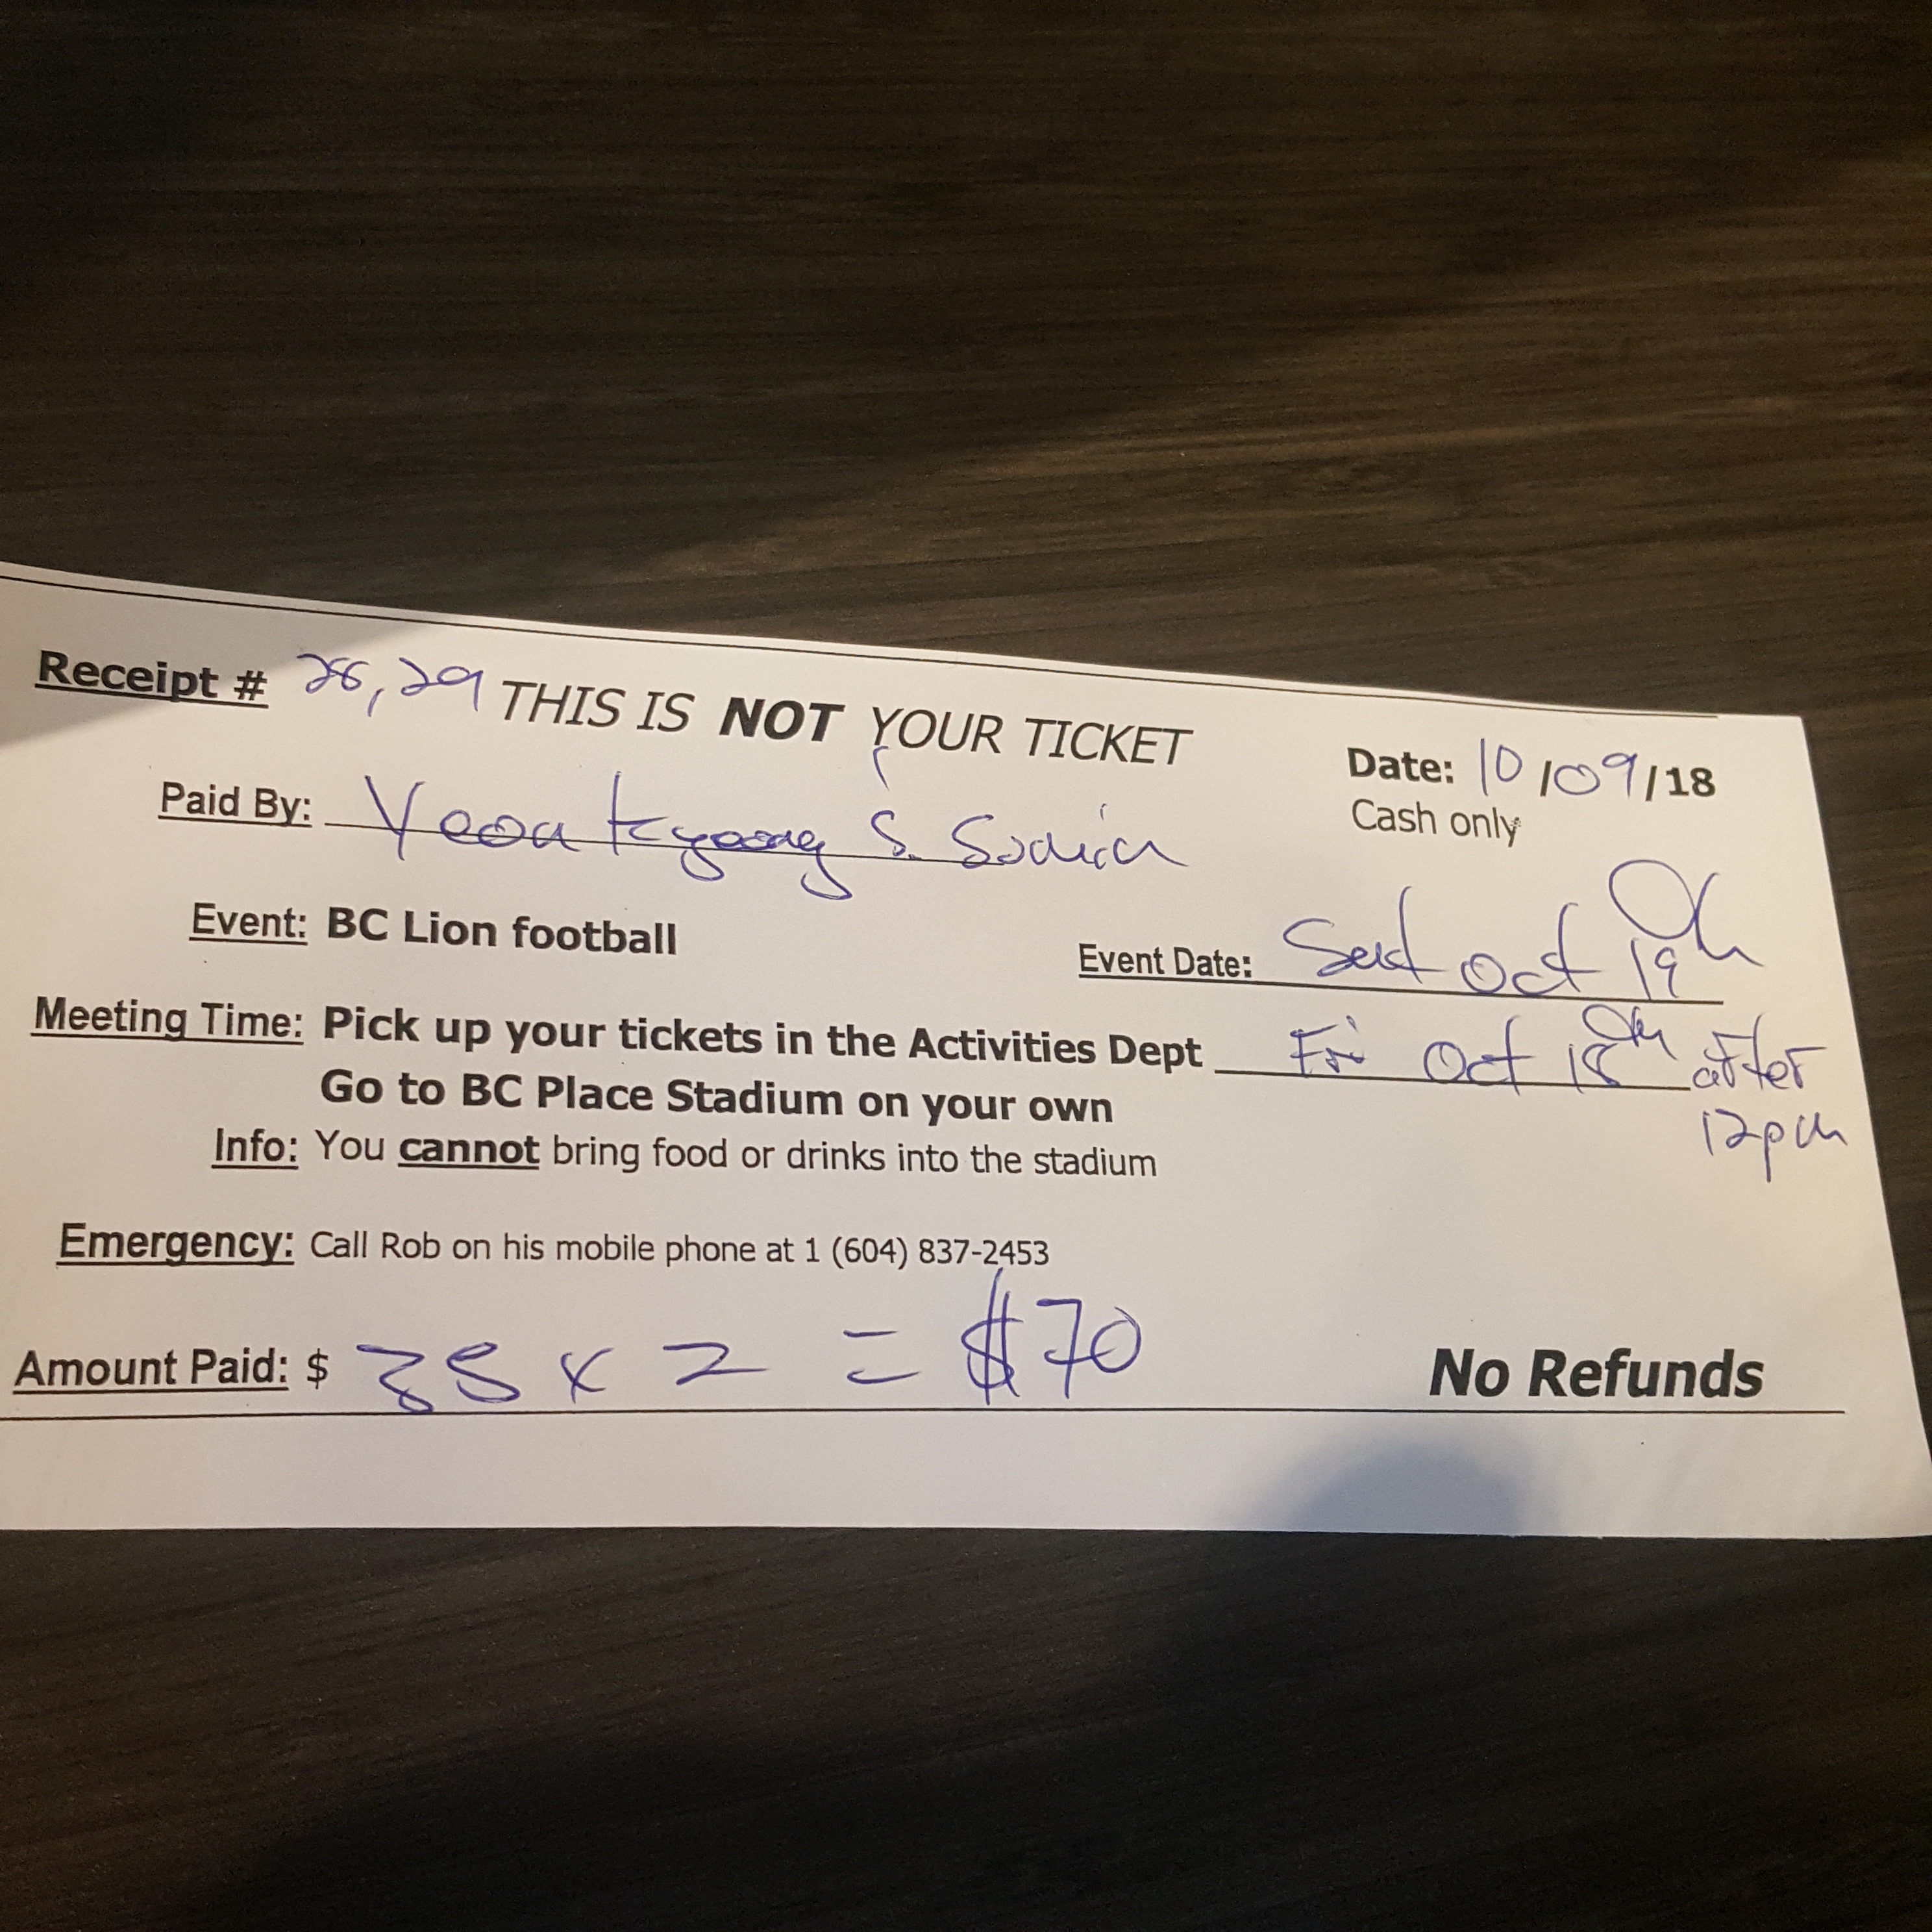 Receipt # 28, 29 THIS IS NOT YOUR TICKET
Date: 10/09/18
Cash only
Paid By: S. Sodia
Event: BC Lion football
Event Date: Sat Oct 19th
Meeting Time: Pick up your tickets in the Activities Dept Fri Oct 18th after 12pm
Go to BC Place Stadium on your own
Info: You cannot bring food or drinks into the stadium
Emergency: Call Rob on his mobile phone at 1 (604) 837-2453
Amount Paid: $ 35 x 2 = $70
No Refunds